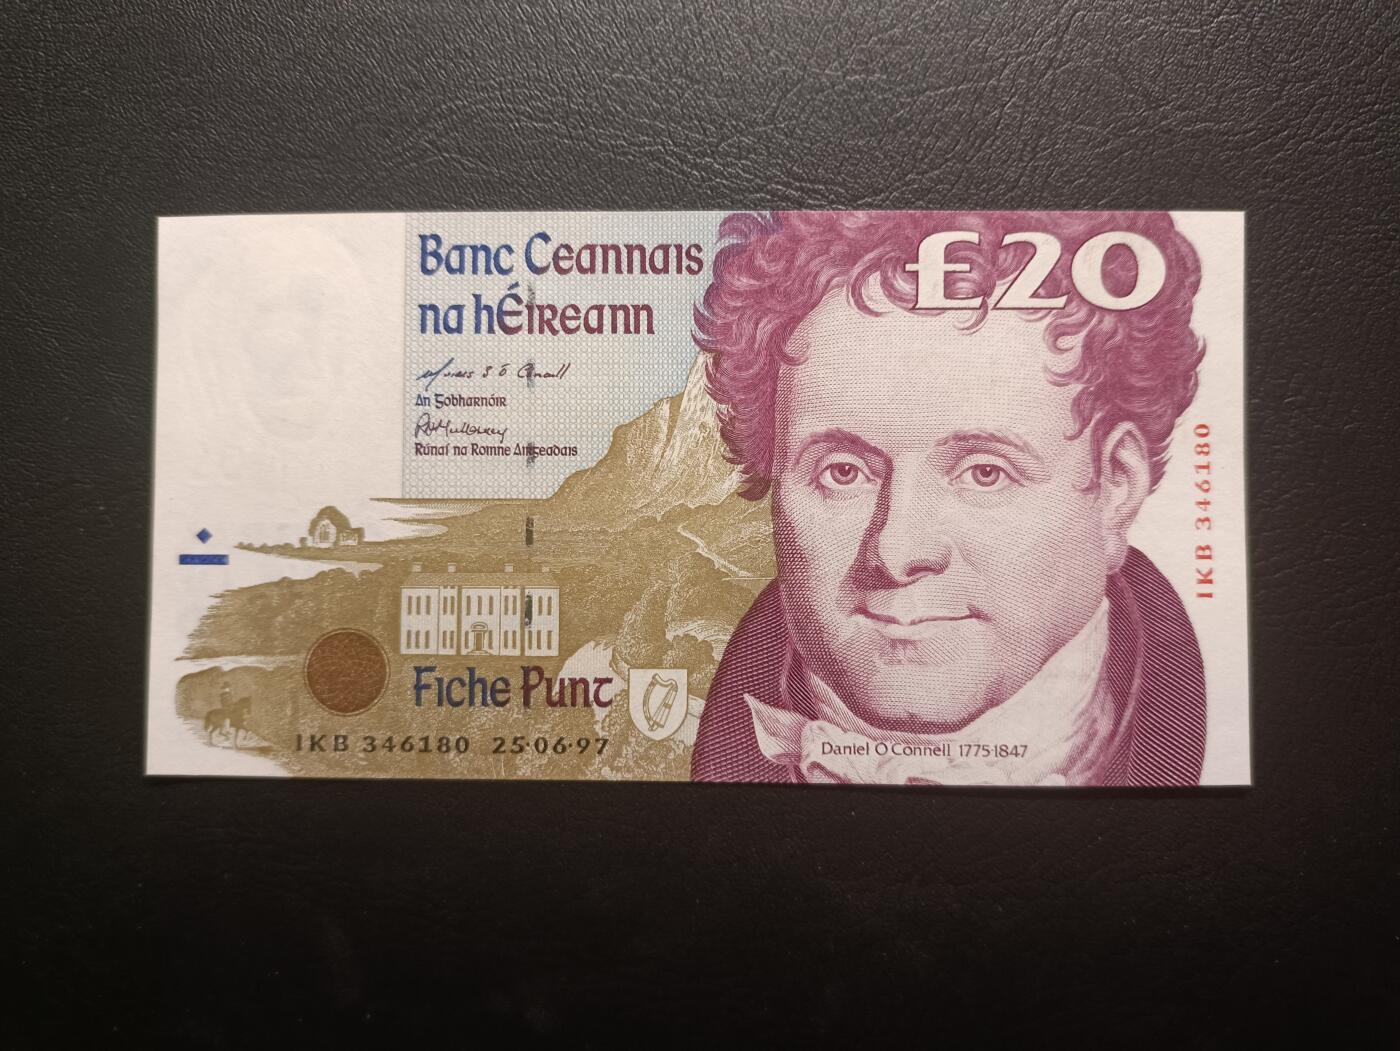 Banc Ceannais
na hÉireann
£20
An Gobharnóir
Rúnaí na Roinne Airgeadais
IKB 346180
Fiche Punt
IKB 346180 25·06·97
Daniel O'Connell 1775-1847